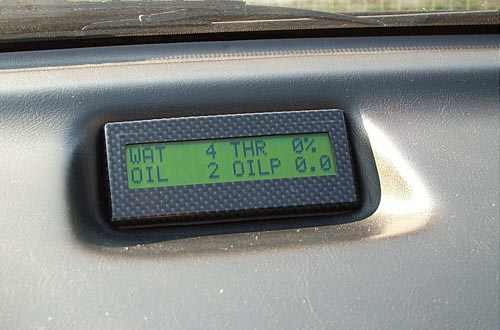 WAT 4 THR 0%
OIL 2 OILP 0.0